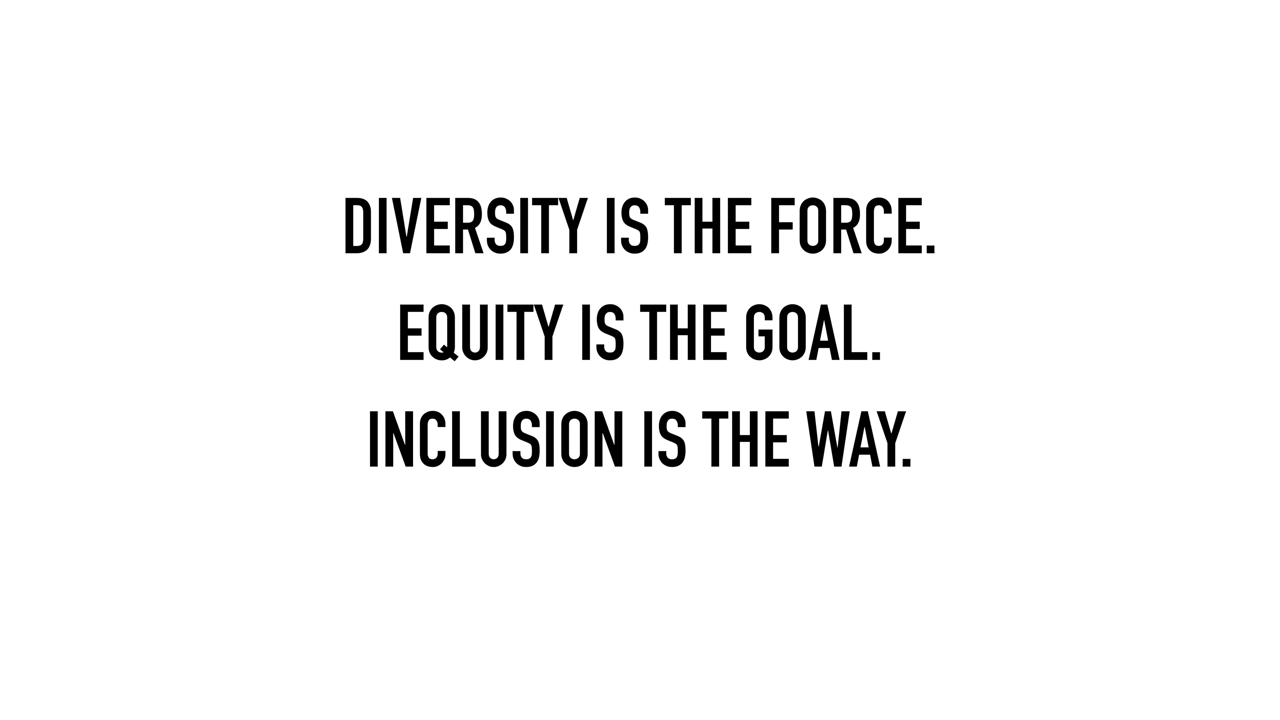 DIVERSITY IS THE FORCE.
EQUITY IS THE GOAL.
INCLUSION IS THE WAY.